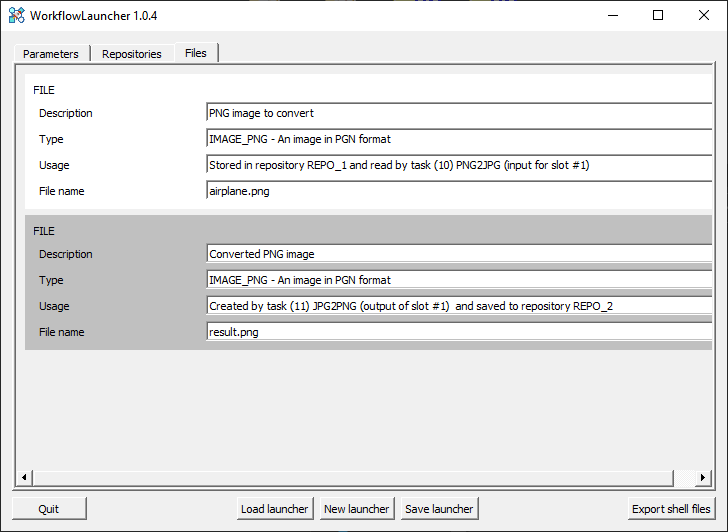 WorkflowLauncher 1.0.4
Parameters Repositories Files
FILE
Description PNG image to convert
Type IMAGE_PNG - An image in PGN format
Usage Stored in repository REPO_1 and read by task (10) PNG2JPG (input for slot #1)
File name airplane.png
FILE
Description Converted PNG image
Type IMAGE_PNG - An image in PGN format
Usage Created by task (11) JPG2PNG (output of slot #1)  and saved to repository REPO_2
File name result.png
Quit Load launcher New launcher Save launcher Export shell files